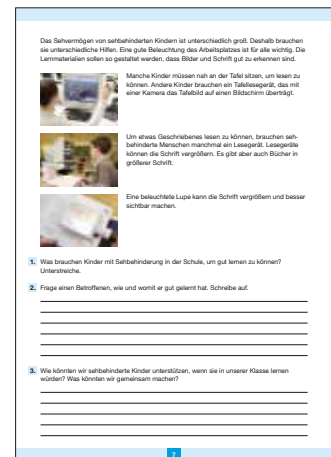 Das Sehvermögen von sehbehinderten Kindern ist unterschiedlich groß. Deshalb brauchen
sie unterschiedliche Hilfen. Eine gute Beleuchtung des Arbeitsplatzes ist für alle wichtig. Die
Lernmaterialien sollen so gestaltet werden, dass Bilder und Schrift gut zu erkennen sind.
Manche Kinder müssen nah an der Tafel sitzen, um lesen zu
können. Andere Kinder brauchen ein Tafellesegerät, das mit
einer Kamera das Tafelbild auf einen Bildschirm überträgt.
Um etwas Geschriebenes lesen zu können, brauchen seh-
behinderte Menschen manchmal ein Lesegerät. Lesegeräte
können die Schrift vergrößern. Es gibt aber auch Bücher in
größerer Schrift.
Eine beleuchtete Lupe kann die Schrift vergrößern und besser
sichtbar machen.
1. Was brauchen Kinder mit Sehbehinderung in der Schule, um gut lernen zu können?
Unterstreiche.
2. Frage einen Betroffenen, wie und womit er gut gelernt hat. Schreibe auf.
3. Wie könnten wir sehbehinderte Kinder unterstützen, wenn sie in unserer Klasse lernen
würden? Was könnten wir gemeinsam machen?
7